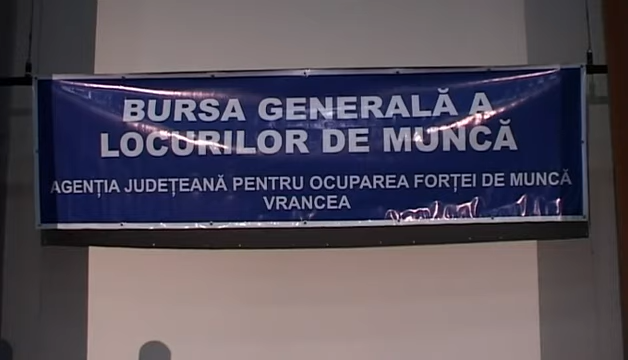 BURSA GENERALĂ A
LOCURILOR DE MUNCĂ
AGENȚIA JUDEȚEANĂ PENTRU OCUPAREA FORȚEI DE MUNCĂ
VRANCEA